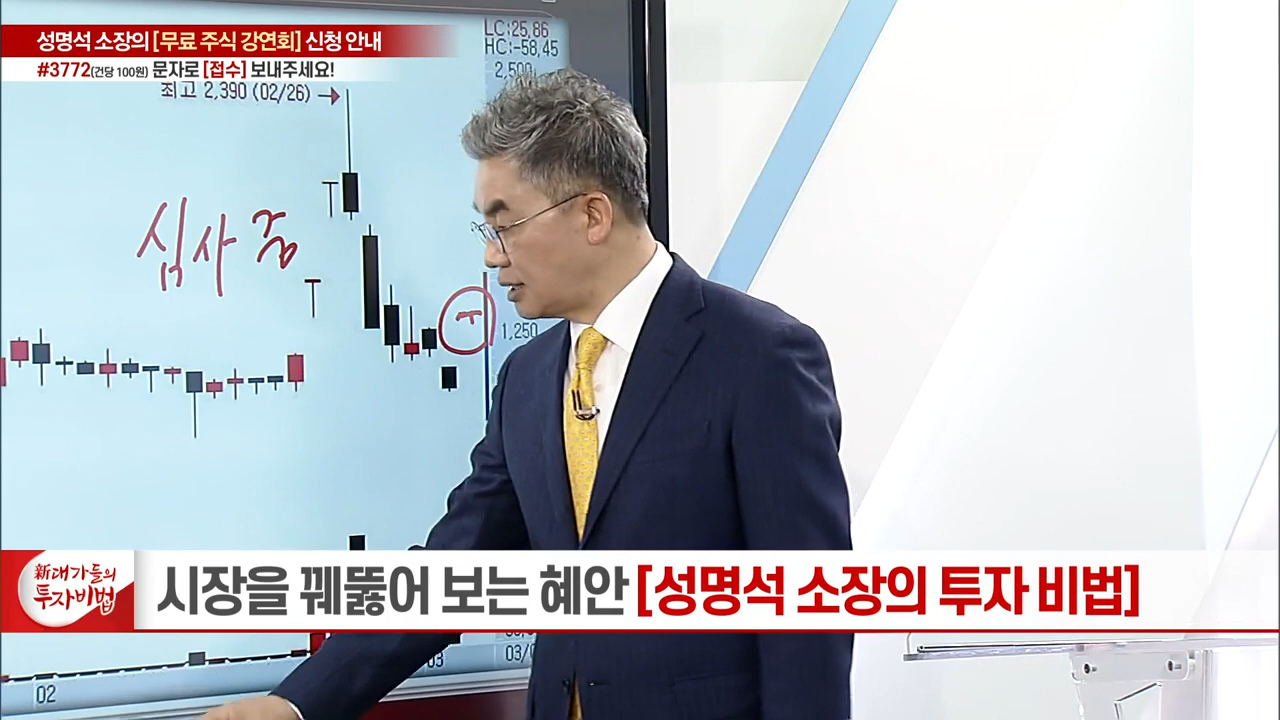 성명석 소장의 [무료 주식 강연회] 신청 안내
#3772(건당 100원) 문자로 [접수] 보내주세요!
LC:25,86
HC:-58,45
2,500
최고 2,390 (02/26)
심사 중
1,250
新대가들의
투자비법
시장을 꿰뚫어 보는 혜안 [성명석 소장의 투자 비법]
02
03
03/0